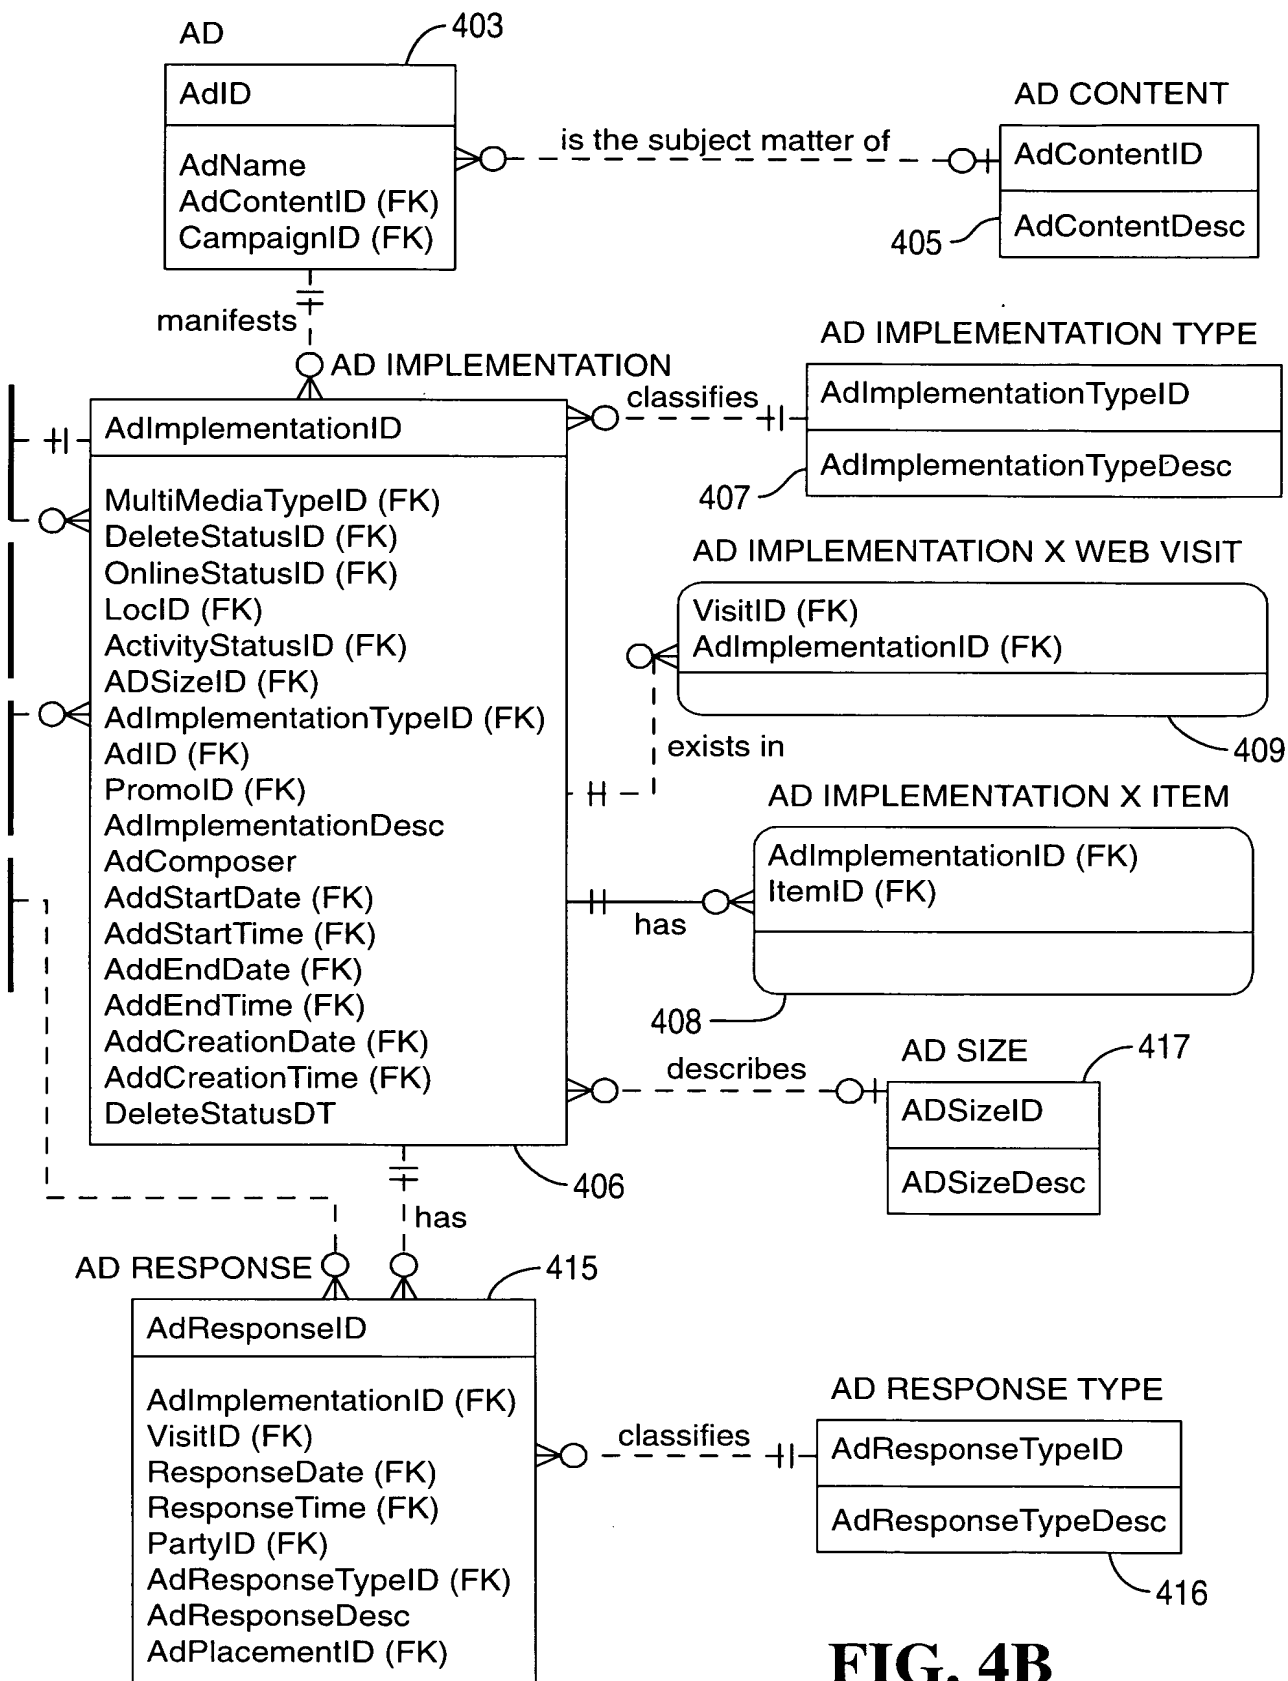 AD
403
AdID
AdName
AdContentID (FK)
CampaignID (FK)
is the subject matter of
AD CONTENT
AdContentID
AdContentDesc
405
manifests
AD IMPLEMENTATION
AdImplementationID
MultiMediaTypeID (FK)
DeleteStatusID (FK)
OnlineStatusID (FK)
LocID (FK)
ActivityStatusID (FK)
ADSizeID (FK)
AdImplementationTypeID (FK)
AdID (FK)
PromoID (FK)
AdImplementationDesc
AdComposer
AddStartDate (FK)
AddStartTime (FK)
AddEndDate (FK)
AddEndTime (FK)
AddCreationDate (FK)
AddCreationTime (FK)
DeleteStatusDT
406
classifies
AD IMPLEMENTATION TYPE
AdImplementationTypeID
AdImplementationTypeDesc
407
AD IMPLEMENTATION X WEB VISIT
VisitID (FK)
AdImplementationID (FK)
409
exists in
AD IMPLEMENTATION X ITEM
AdImplementationID (FK)
ItemID (FK)
408
has
describes
AD SIZE
417
ADSizeID
ADSizeDesc
has
AD RESPONSE
415
AdResponseID
AdImplementationID (FK)
VisitID (FK)
ResponseDate (FK)
ResponseTime (FK)
PartyID (FK)
AdResponseTypeID (FK)
AdResponseDesc
AdPlacementID (FK)
classifies
AD RESPONSE TYPE
AdResponseTypeID
AdResponseTypeDesc
416
FIG. 4B